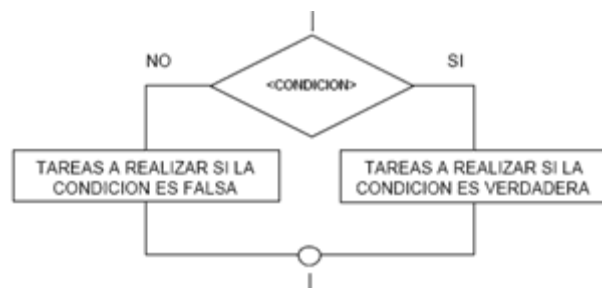 NO
SI
<CONDICION>
TAREAS A REALIZAR SI LA
CONDICION ES FALSA
TAREAS A REALIZAR SI LA
CONDICION ES VERDADERA